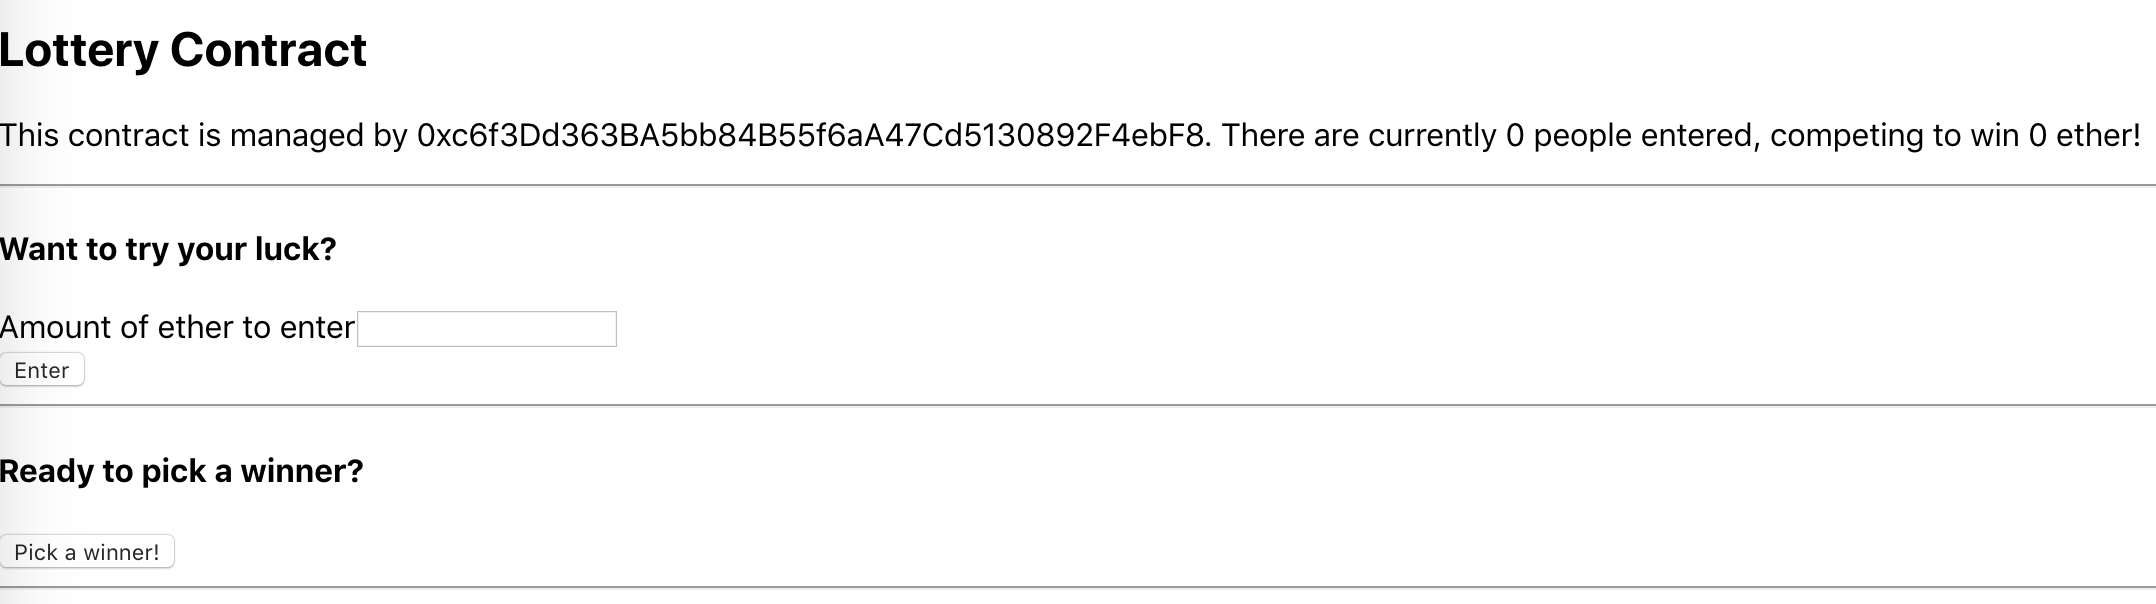 Lottery Contract
This contract is managed by 0xc6f3Dd363BA5bb84B55f6aA47Cd5130892F4ebF8. There are currently 0 people entered, competing to win 0 ether!
Want to try your luck?
Amount of ether to enter
Enter
Ready to pick a winner?
Pick a winner!